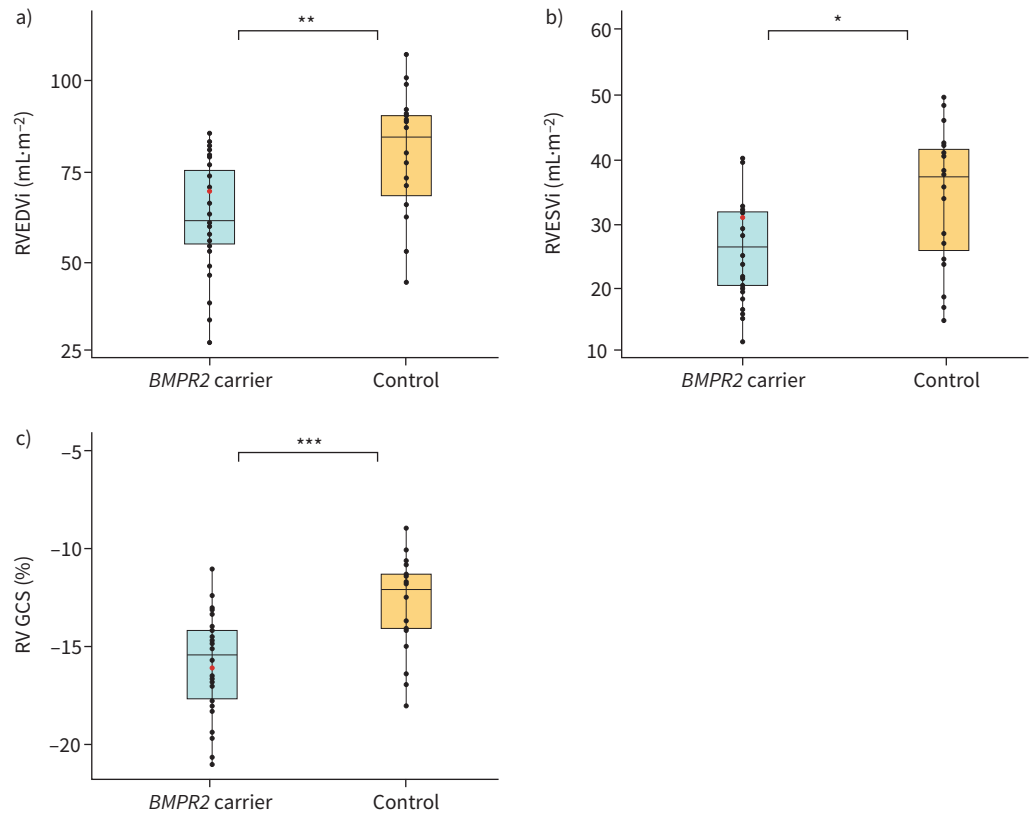 a)
**
RVEDVi (mL·m⁻²)
100
75
50
25
BMPR2 carrier
Control
b)
*
RVESVi (mL·m⁻²)
60
50
40
30
20
10
BMPR2 carrier
Control
c)
***
RV GCS (%)
−5
−10
−15
−20
BMPR2 carrier
Control